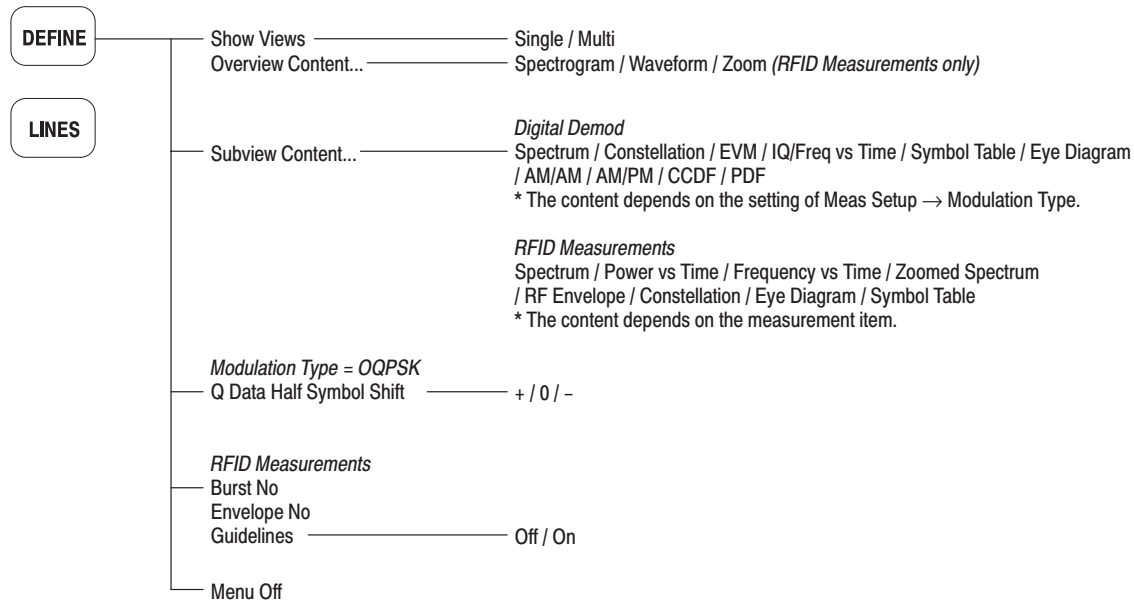 DEFINE
Show Views Single / Multi
Overview Content... Spectrogram / Waveform / Zoom (RFID Measurements only)
LINES
Digital Demod
Subview Content... Spectrum / Constellation / EVM / IQ/Freq vs Time / Symbol Table / Eye Diagram
/ AM/AM / AM/PM / CCDF / PDF
* The content depends on the setting of Meas Setup → Modulation Type.
RFID Measurements
Spectrum / Power vs Time / Frequency vs Time / Zoomed Spectrum
/ RF Envelope / Constellation / Eye Diagram / Symbol Table
* The content depends on the measurement item.
Modulation Type = OQPSK
Q Data Half Symbol Shift + / 0 / –
RFID Measurements
Burst No
Envelope No
Guidelines Off / On
Menu Off